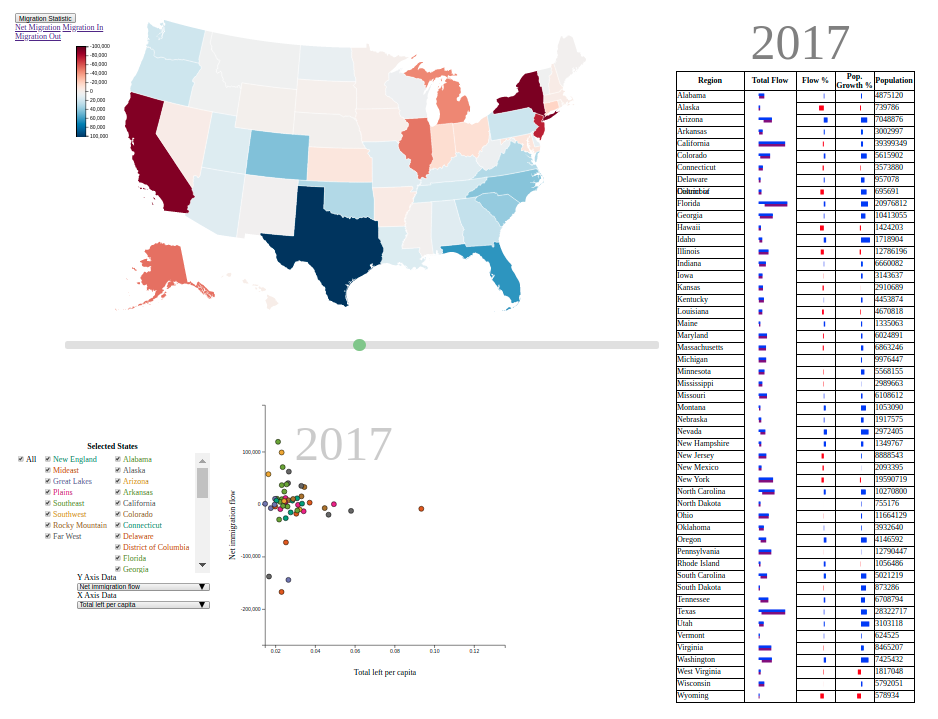 Migration Statistic
Net Migration Migration In
Migration Out
-100,000
-80,000
-60,000
-40,000
-20,000
0
20,000
40,000
60,000
80,000
100,000
2017
Region Total Flow Flow % Pop. Growth % Population
Alabama 4875120
Alaska 739786
Arizona 7048876
Arkansas 3002997
California 39399349
Colorado 5615902
Connecticut 3573880
Delaware 957078
District of Columbia 695691
Florida 20976812
Georgia 10413055
Hawaii 1424203
Idaho 1718904
Illinois 12786196
Indiana 6660082
Iowa 3143637
Kansas 2910689
Kentucky 4453874
Louisiana 4670818
Maine 1335063
Maryland 6024891
Massachusetts 6863246
Michigan 9976447
Minnesota 5568155
Mississippi 2989663
Missouri 6108612
Montana 1053090
Nebraska 1917575
Nevada 2972405
New Hampshire 1349767
New Jersey 8888543
New Mexico 2093395
New York 19590719
North Carolina 10270800
North Dakota 755176
Ohio 11664129
Oklahoma 3932640
Oregon 4146592
Pennsylvania 12790447
Rhode Island 1056486
South Carolina 5021219
South Dakota 873286
Tennessee 6708794
Texas 28322717
Utah 3103118
Vermont 624525
Virginia 8465207
Washington 7425432
West Virginia 1817048
Wisconsin 5792051
Wyoming 578934
Selected States
All New England Alabama
Mideast Alaska
Great Lakes Arizona
Plains Arkansas
Southeast California
Southwest Colorado
Rocky Mountain Connecticut
Far West Delaware
District of Columbia
Florida
Georgia
Y Axis Data
Net immigration flow
X Axis Data
Total left per capita
2017
100,000
0
-100,000
-200,000
Net immigration flow
0.02 0.04 0.06 0.08 0.10 0.12
Total left per capita